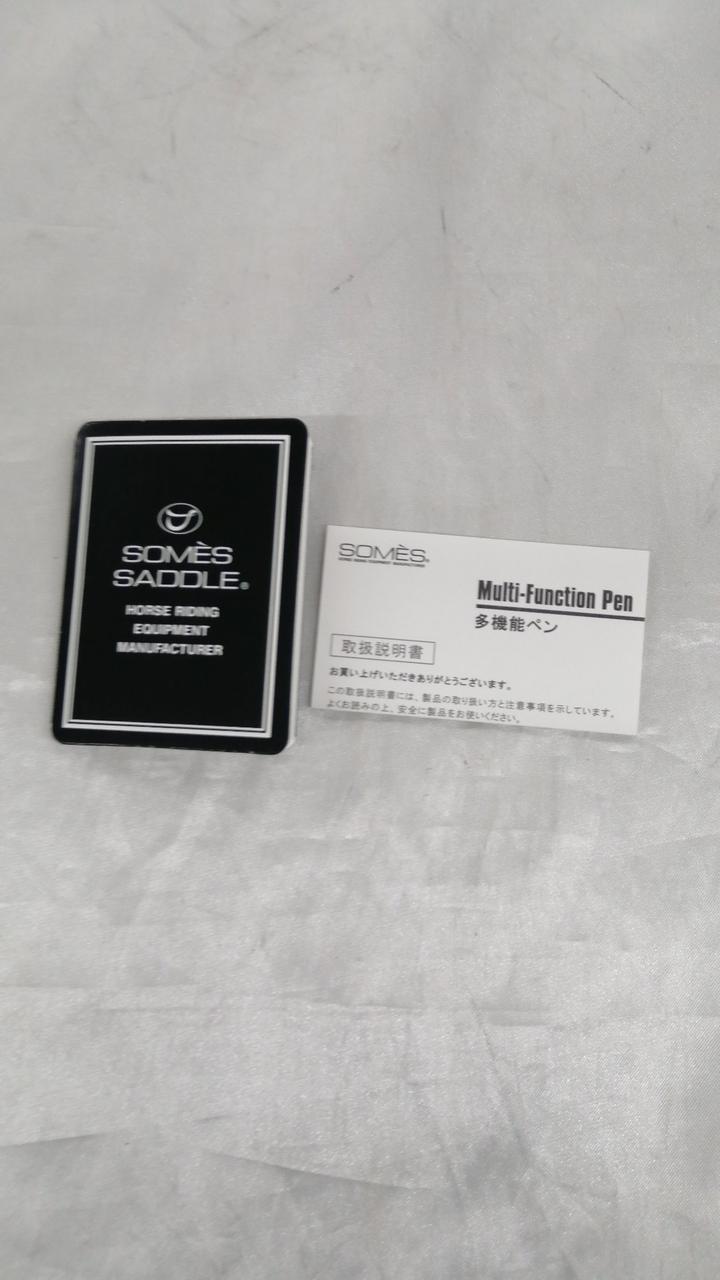 SOMÈS
SADDLE®
HORSE RIDING
EQUIPMENT
MANUFACTURER
SOMÈS®
HORSE RIDING EQUIPMENT MANUFACTURER
Multi-Function Pen
多機能ペン
取扱説明書
お買い上げいただきありがとうございます。
この取扱説明書には、製品の取り扱い方と注意事項を示しています。
よくお読みの上、安全に製品をお使いください。